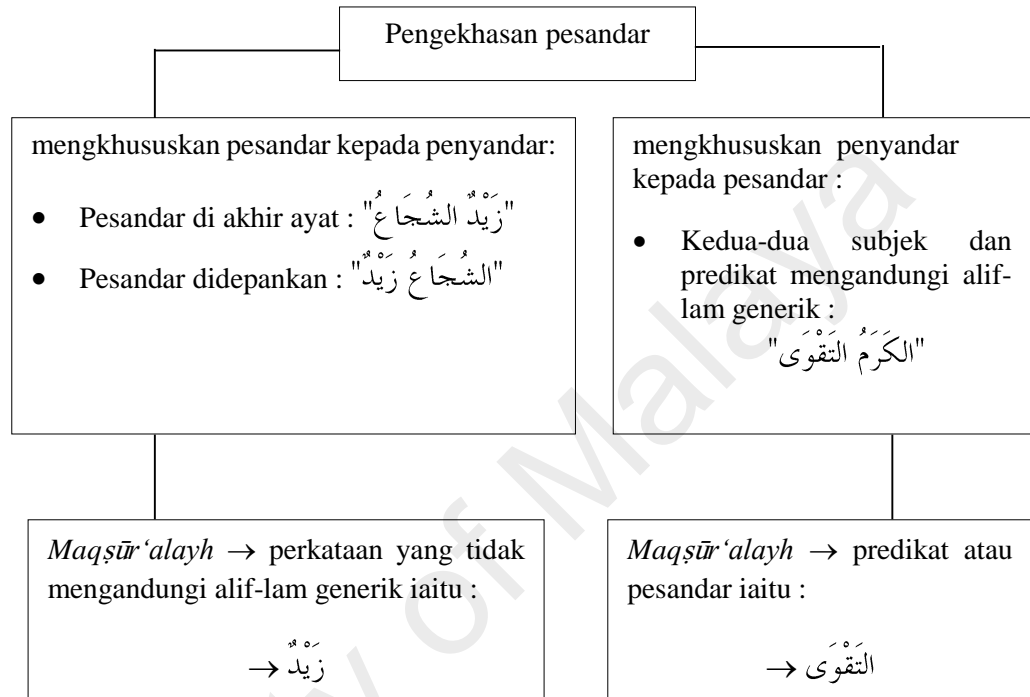 Pengekhasan pesandar
mengkhususkan pesandar kepada penyandar:
• Pesandar di akhir ayat : "زَيْدٌ الشُجَاعُ"
• Pesandar didepankan : "الشُجَاعُ زَيْدٌ"
mengkhususkan penyandar
kepada pesandar :
• Kedua-dua subjek dan
predikat mengandungi alif-
lam generik :
"الكَرَمُ التَقْوَى"
Maqṣūr‘alayh → perkataan yang tidak
mengandungi alif-lam generik iaitu :
→ زَيْدٌ
Maqṣūr‘alayh → predikat atau
pesandar iaitu :
→ التَقْوَى
y of Malaya